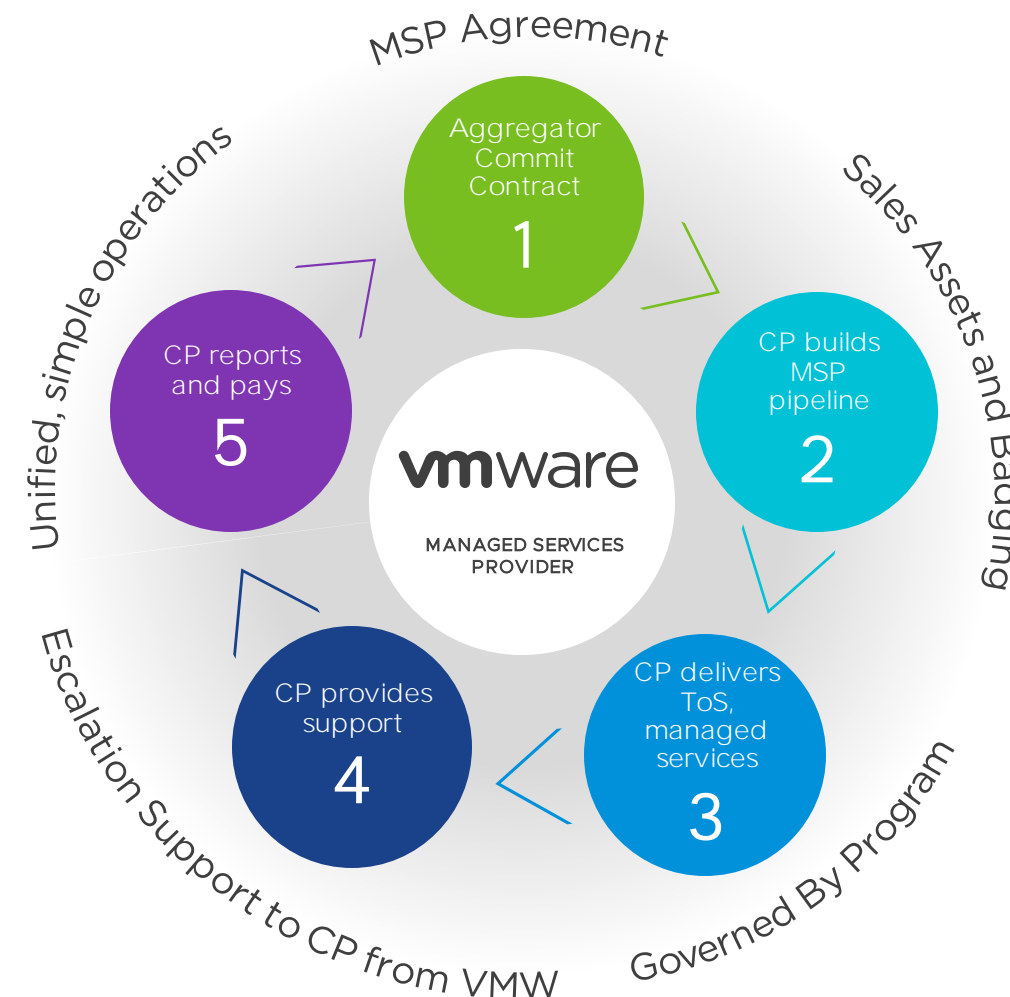 MSP Agreement
Aggregator
Commit
Contract
1
Sales Assets and Badging
CP builds
MSP
pipeline
2
CP delivers
ToS,
managed
services
3
Governed By Program
CP provides
support
4
Escalation Support to CP from VMW
CP reports
and pays
5
Unified, simple operations
vmware
MANAGED SERVICES
PROVIDER